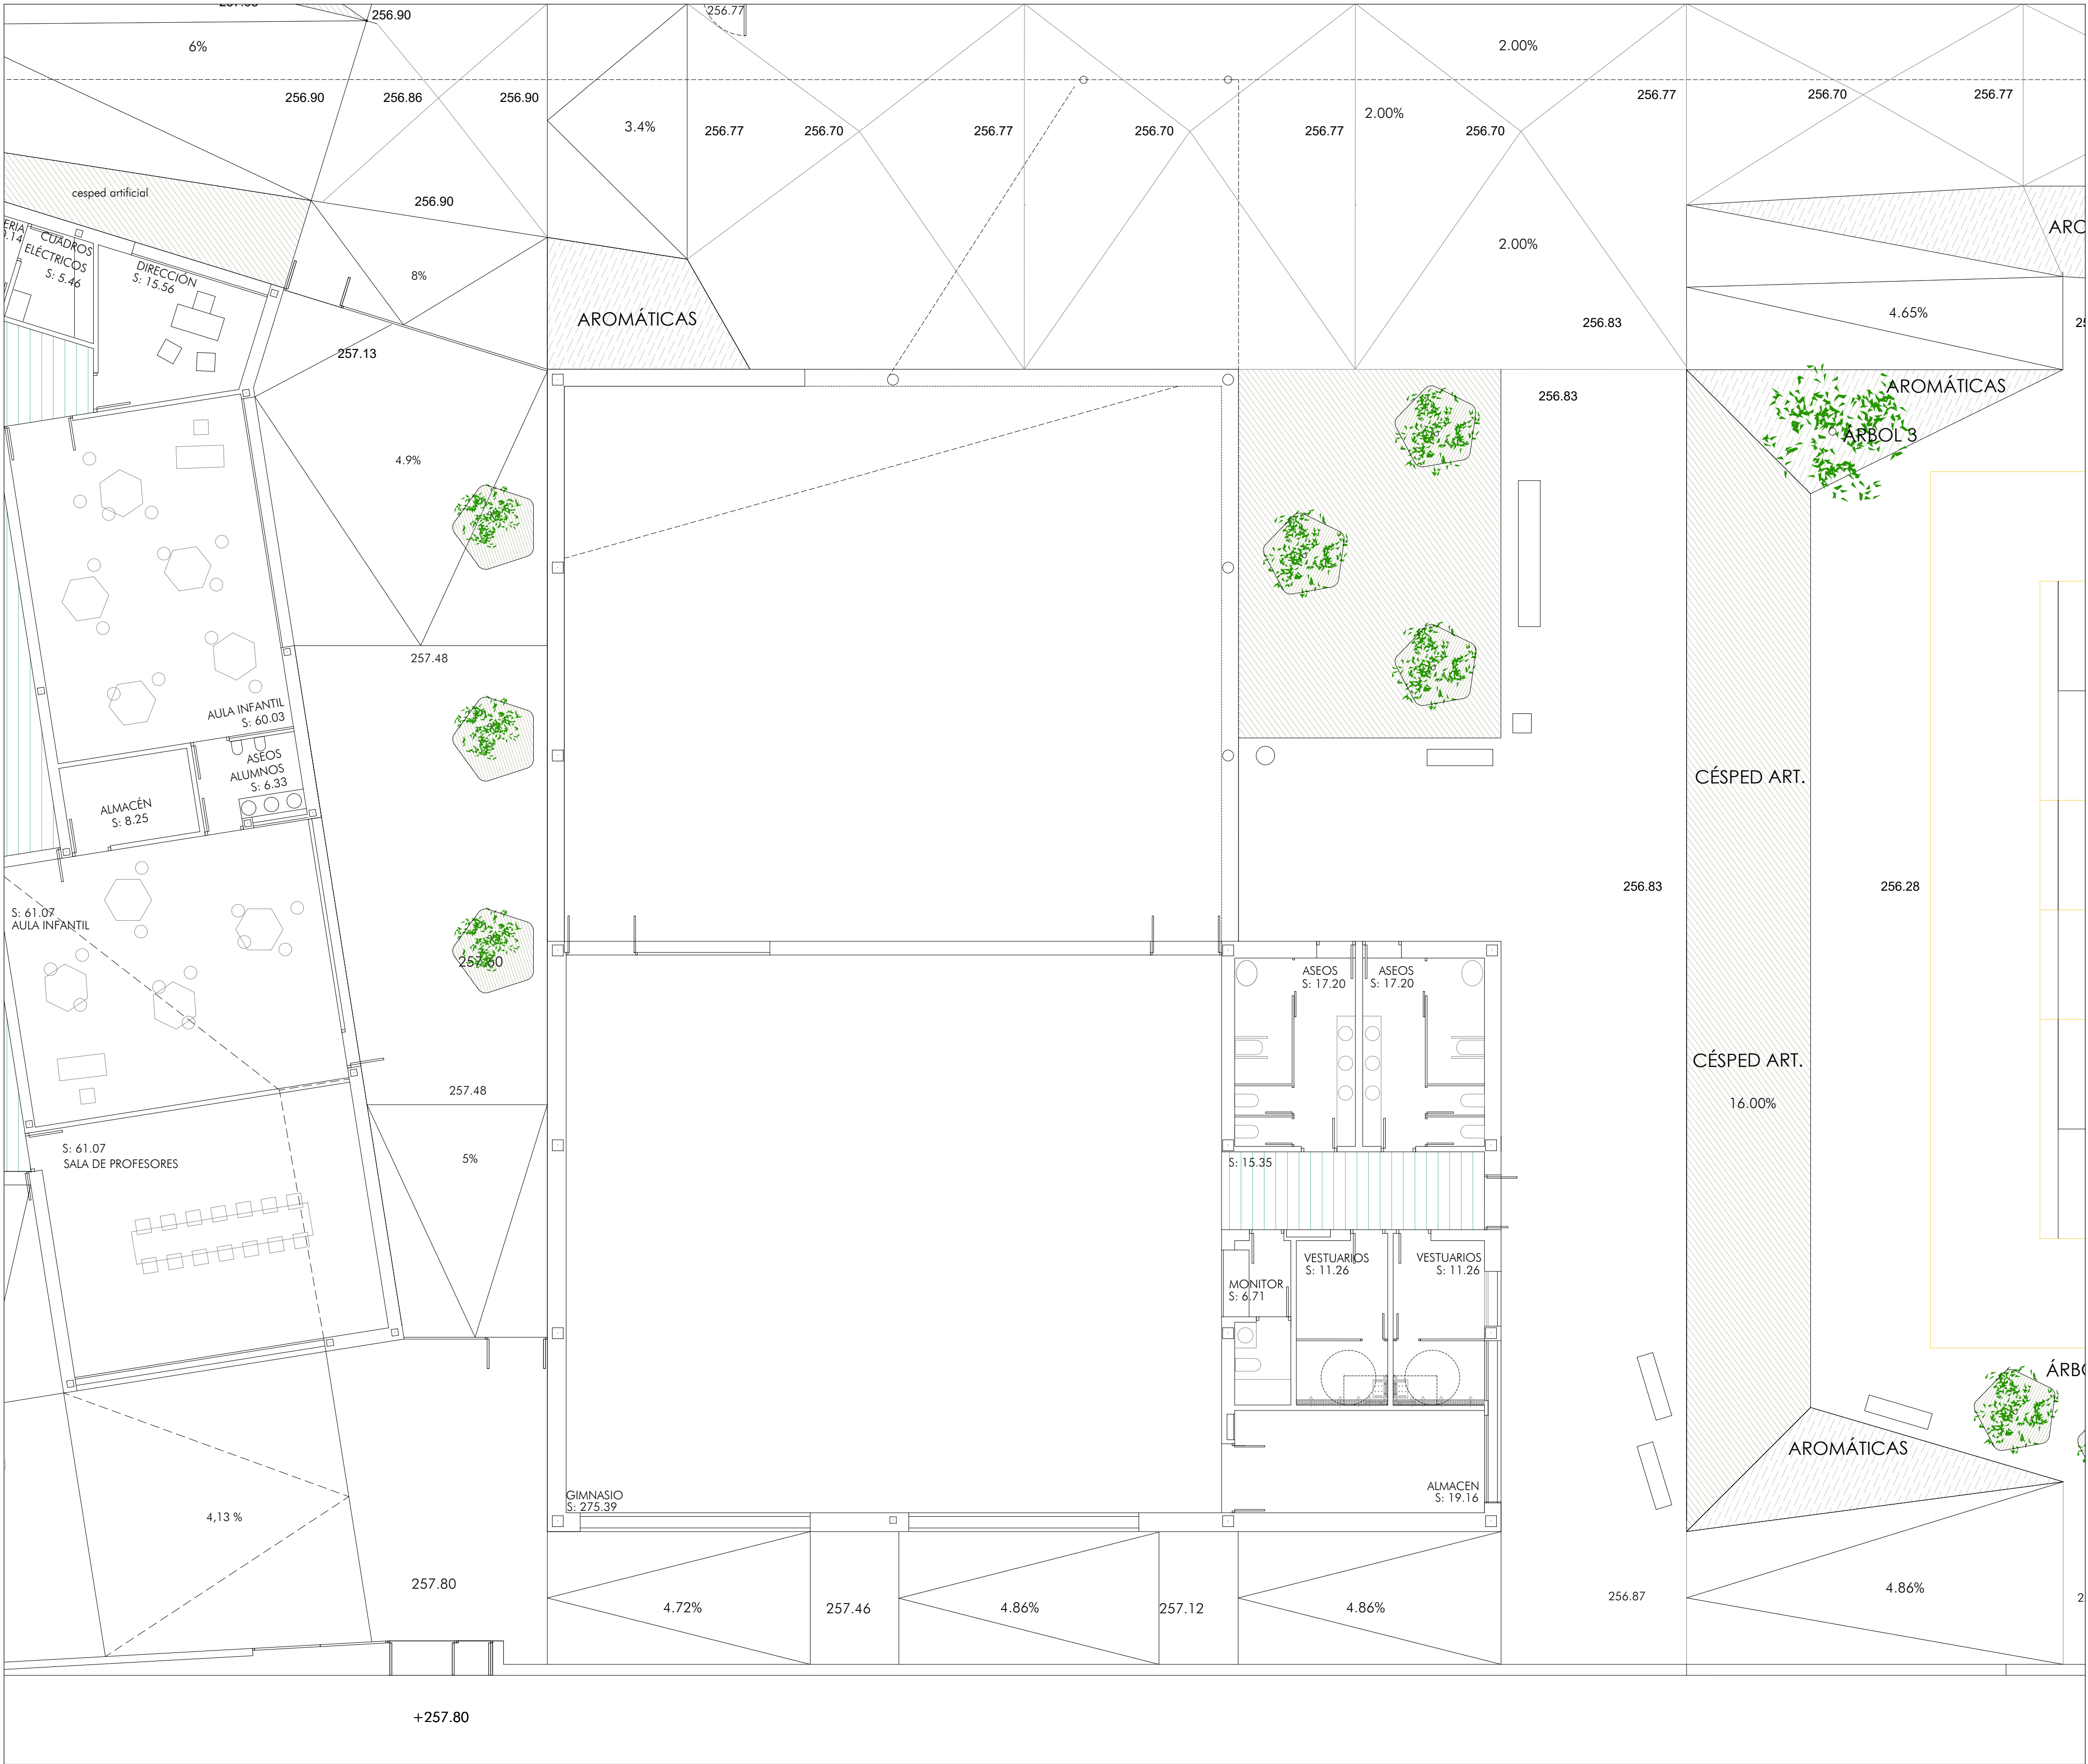 256.90
256.77
6%
2.00%
256.90
256.86
256.90
3.4%
256.77
256.70
256.77
256.70
256.77
2.00%
256.70
256.77
256.70
256.77
cesped artificial
256.90
CUADROS
ELÉCTRICOS
S: 5.46
DIRECCIÓN
S: 15.56
8%
AROMÁTICAS
2.00%
4.65%
256.83
257.13
256.83
AROMÁTICAS
ÁRBOL 3
4.9%
257.48
AULA INFANTIL
S: 60.03
ASEOS
ALUMNOS
S: 6.33
ALMACÉN
S: 8.25
CÉSPED ART.
256.83
256.28
S: 61.07
AULA INFANTIL
257.60
ASEOS
S: 17.20
ASEOS
S: 17.20
257.48
CÉSPED ART.
16.00%
S: 61.07
SALA DE PROFESORES
5%
S: 15.35
VESTUARIOS
S: 11.26
VESTUARIOS
S: 11.26
MONITOR
S: 6.71
AROMÁTICAS
GIMNASIO
S: 275.39
ALMACEN
S: 19.16
4,13 %
257.80
4.72%
257.46
4.86%
257.12
4.86%
256.87
4.86%
+257.80